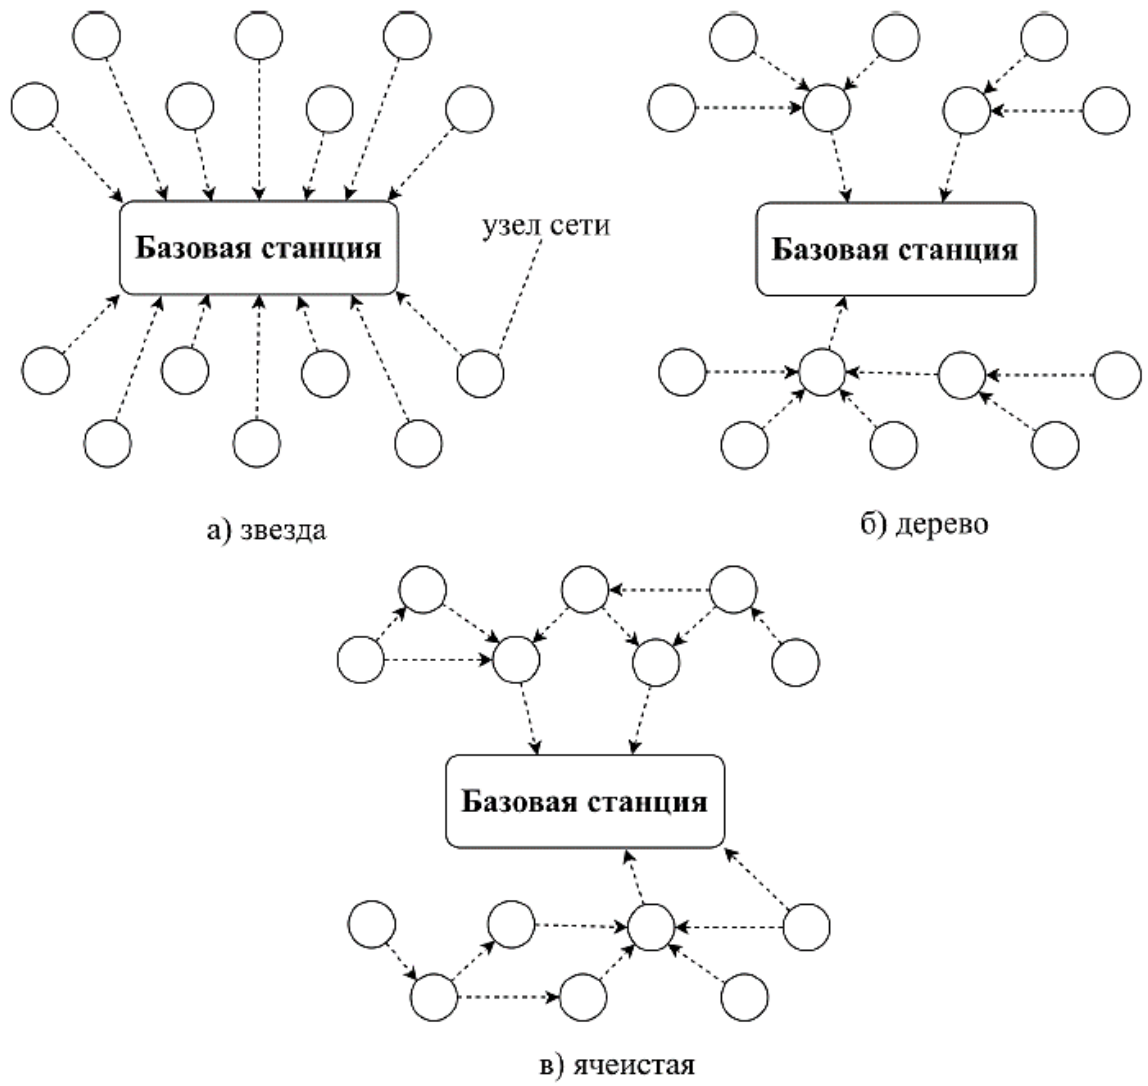 узел сети
Базовая станция
Базовая станция
а) звезда
б) дерево
Базовая станция
в) ячеистая